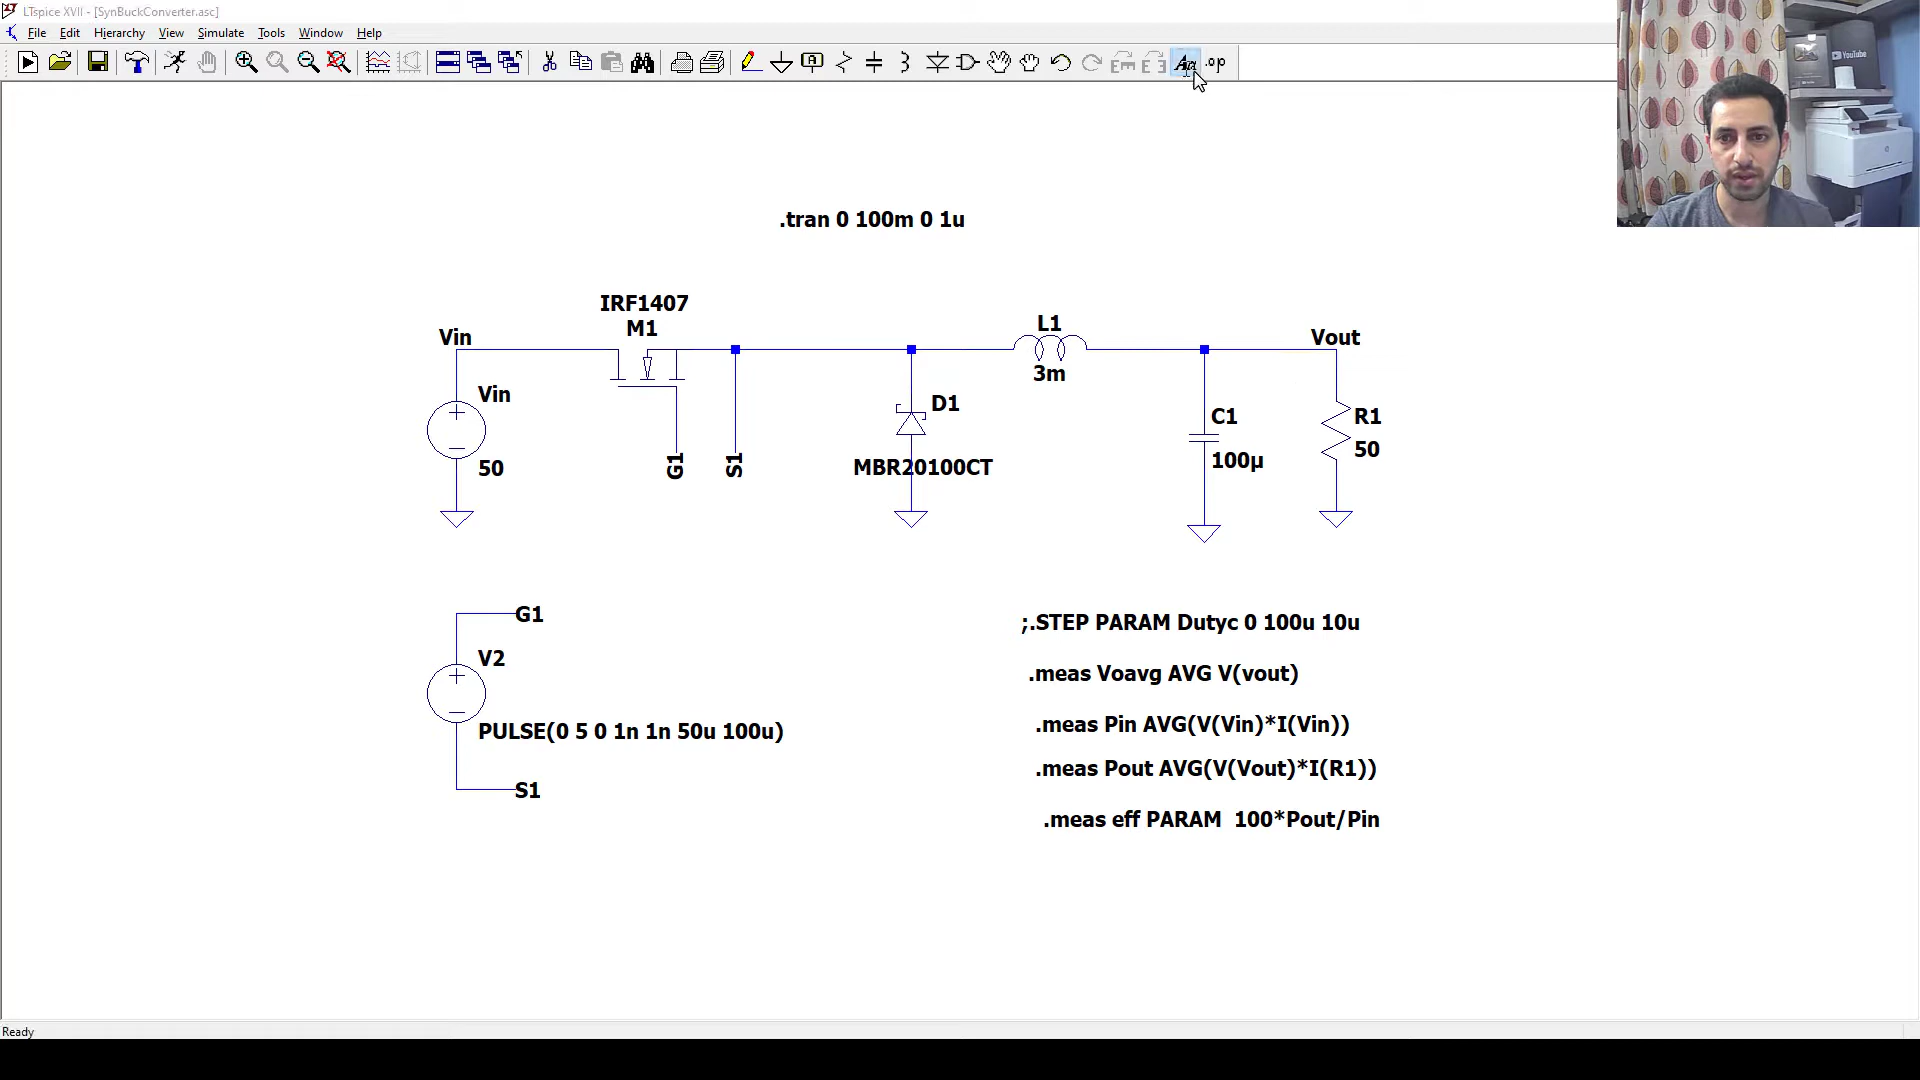 LTspice XVII - [SynBuckConverter.asc]
File Edit Hierarchy View Simulate Tools Window Help
A Aa .op
YouTube
.tran 0 100m 0 1u
IRF1407
M1
Vin
Vin
50
G1
S1
D1
MBR20100CT
L1
3m
C1
100µ
Vout
R1
50
G1
V2
PULSE(0 5 0 1n 1n 50u 100u)
S1
;.STEP PARAM Dutyc 0 100u 10u
.meas Voavg AVG V(vout)
.meas Pin AVG(V(Vin)*I(Vin))
.meas Pout AVG(V(Vout)*I(R1))
.meas eff PARAM 100*Pout/Pin
Ready